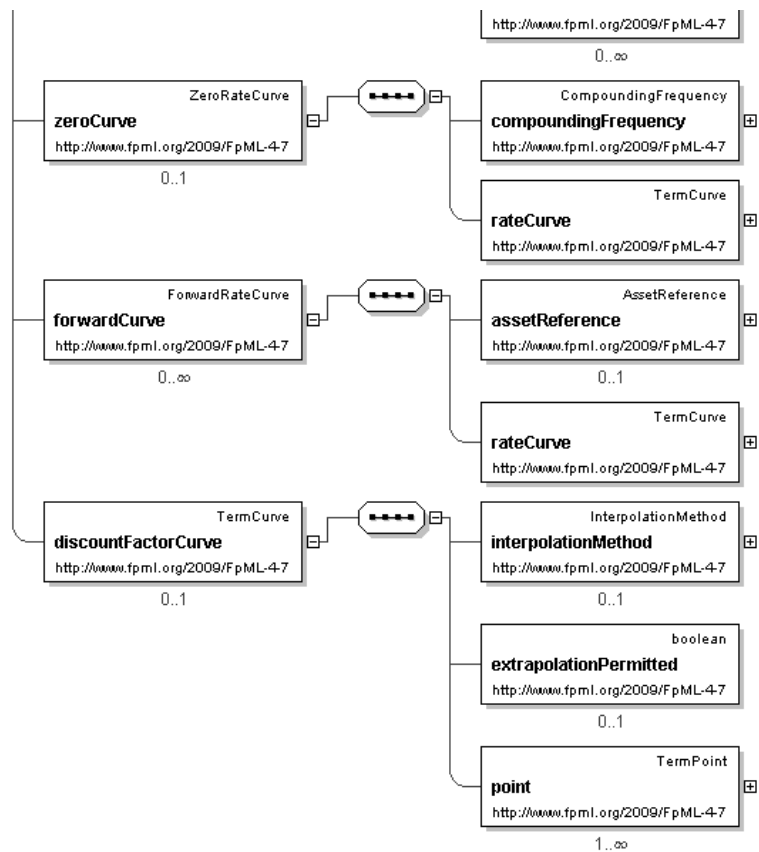 http://www.fpml.org/2009/FpML-4-7
0..∞
ZeroRateCurve
zeroCurve
http://www.fpml.org/2009/FpML-4-7
0..1
CompoundingFrequency
compoundingFrequency
http://www.fpml.org/2009/FpML-4-7
TermCurve
rateCurve
http://www.fpml.org/2009/FpML-4-7
ForwardRateCurve
forwardCurve
http://www.fpml.org/2009/FpML-4-7
0..∞
AssetReference
assetReference
http://www.fpml.org/2009/FpML-4-7
0..1
TermCurve
rateCurve
http://www.fpml.org/2009/FpML-4-7
TermCurve
discountFactorCurve
http://www.fpml.org/2009/FpML-4-7
0..1
InterpolationMethod
interpolationMethod
http://www.fpml.org/2009/FpML-4-7
0..1
boolean
extrapolationPermitted
http://www.fpml.org/2009/FpML-4-7
0..1
TermPoint
point
http://www.fpml.org/2009/FpML-4-7
1..∞